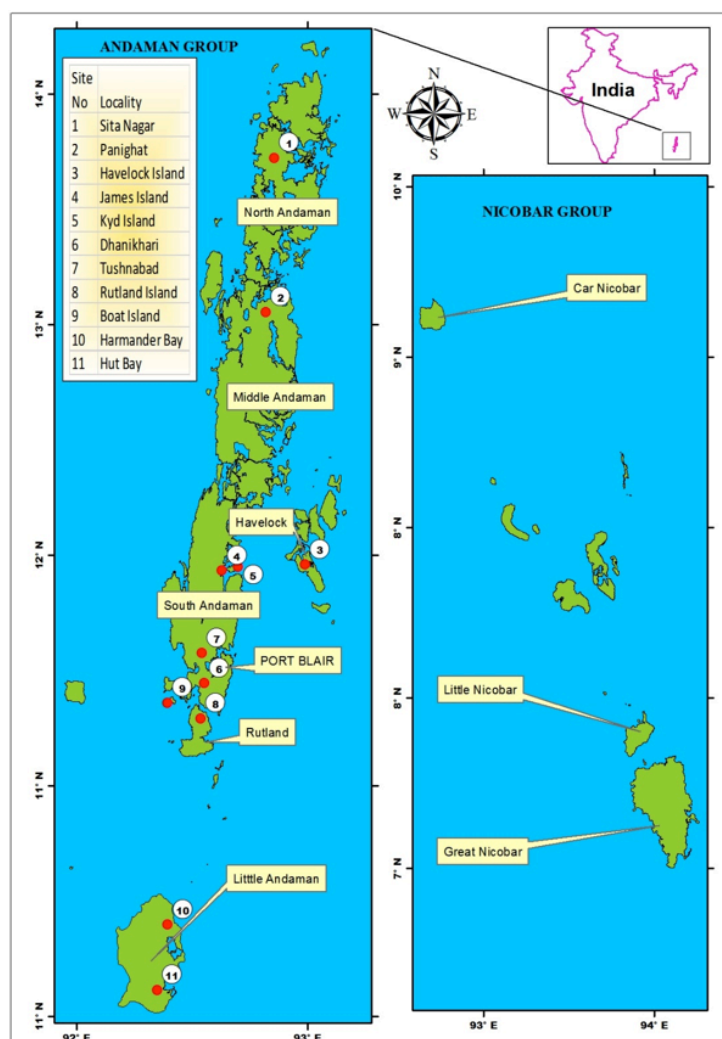 ANDAMAN GROUP
Site
No Locality
1 Sita Nagar
2 Panighat
3 Havelock Island
4 James Island
5 Kyd Island
6 Dhanikhari
7 Tushnabad
8 Rutland Island
9 Boat Island
10 Harmander Bay
11 Hut Bay
N
W E
S
India
14° N
13° N
12° N
11° N
11° N
92° E
93° E
1
North Andaman
2
Middle Andaman
Havelock
3
4
5
South Andaman
7
6
PORT BLAIR
9
8
Rutland
Litttle Andaman
10
11
NICOBAR GROUP
10° N
9° N
8° N
8° N
7° N
93° E
94° E
Car Nicobar
Little Nicobar
Great Nicobar